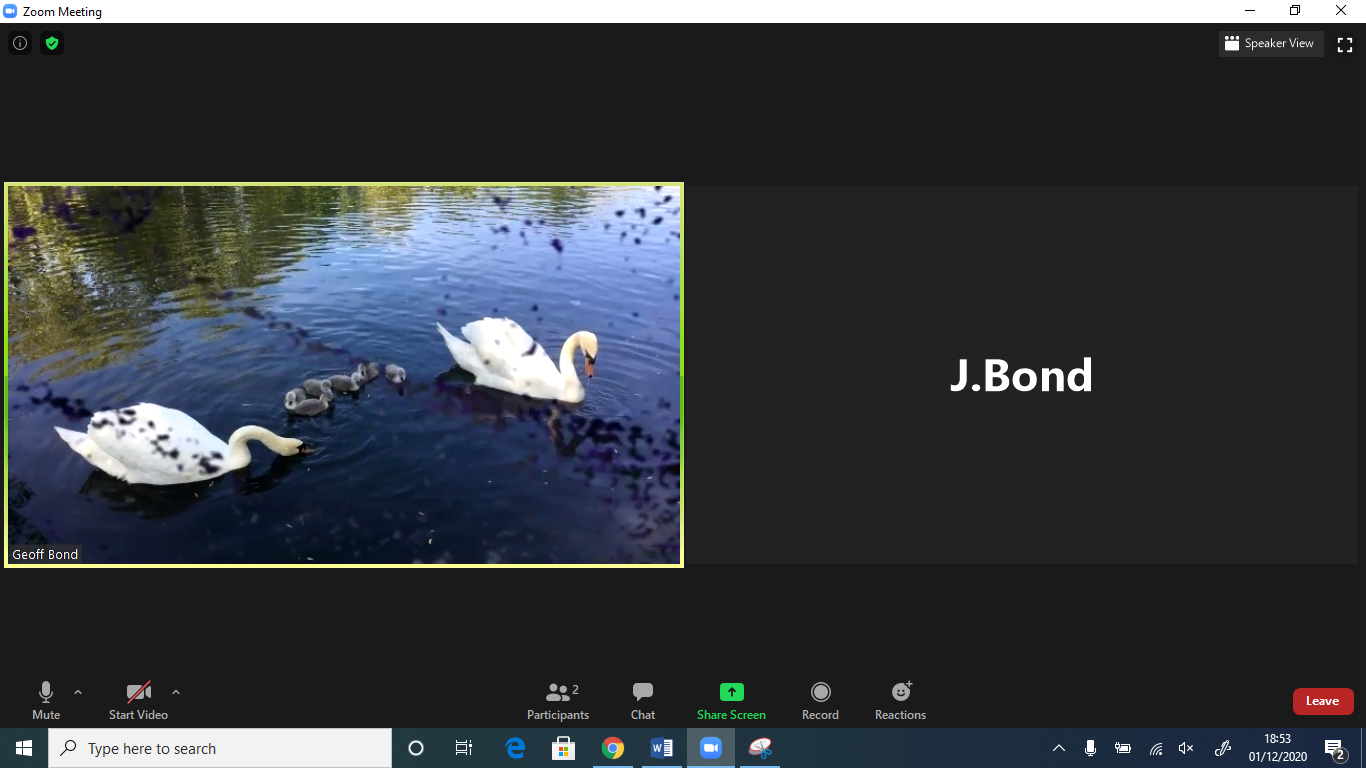 Zoom Meeting
Speaker View
J.Bond
Geoff Bond
Mute
Start Video
2
Participants
Chat
Share Screen
Record
Reactions
Leave
Type here to search
18:53
01/12/2020
2